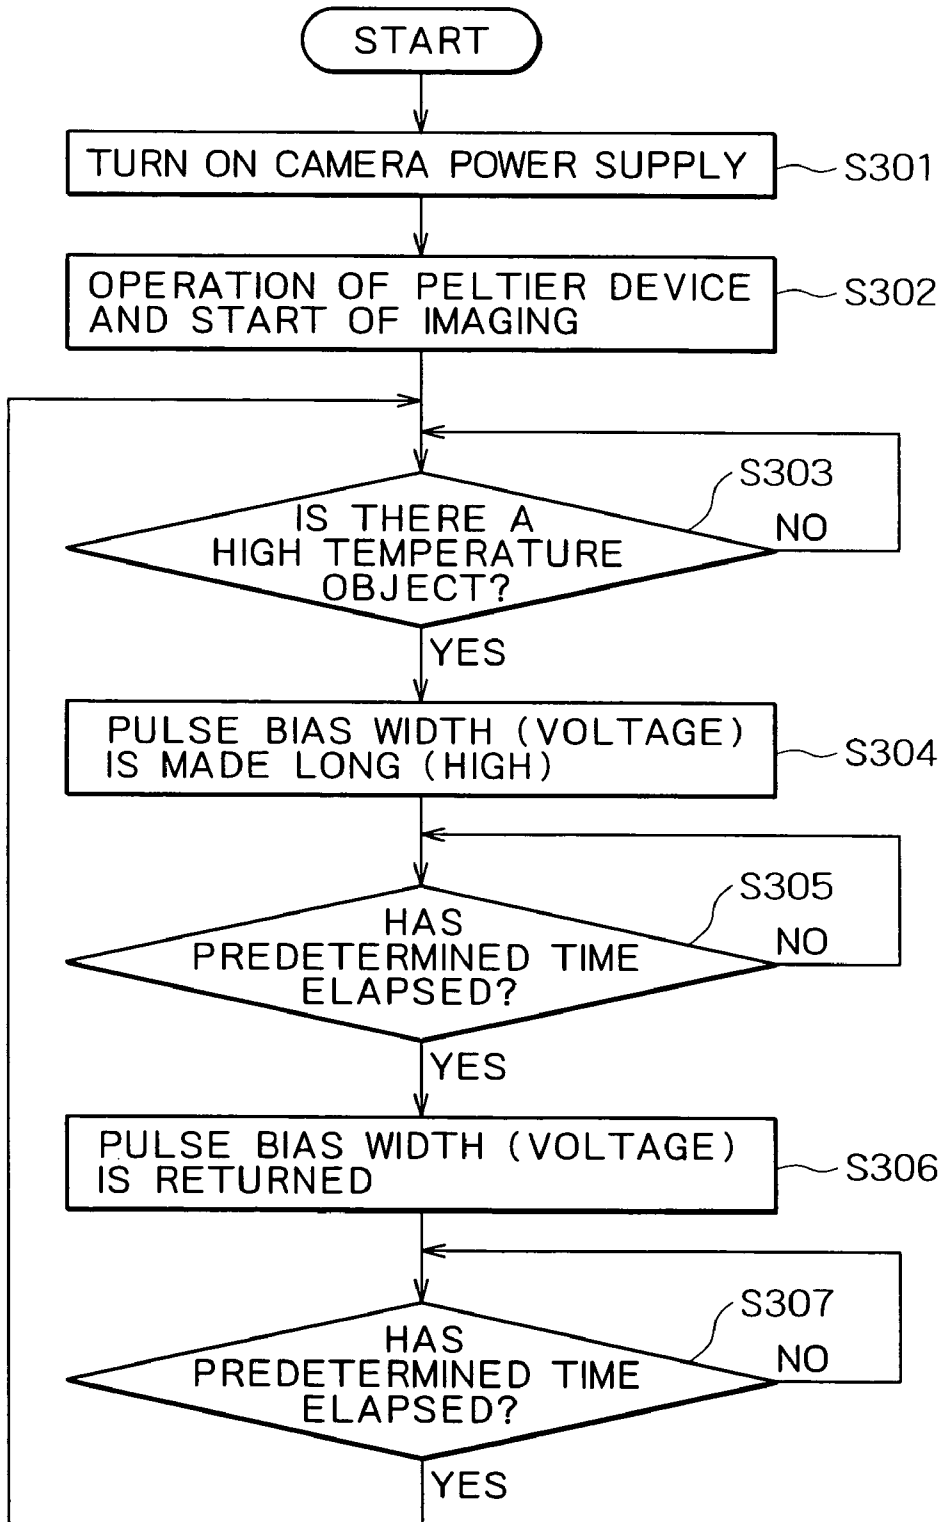 START
TURN ON CAMERA POWER SUPPLY
S301
OPERATION OF PELTIER DEVICE
AND START OF IMAGING
S302
S303
IS THERE A
HIGH TEMPERATURE
OBJECT?
NO
YES
PULSE BIAS WIDTH (VOLTAGE)
IS MADE LONG (HIGH)
S304
S305
HAS
PREDETERMINED TIME
ELAPSED?
NO
YES
PULSE BIAS WIDTH (VOLTAGE)
IS RETURNED
S306
S307
HAS
PREDETERMINED TIME
ELAPSED?
NO
YES